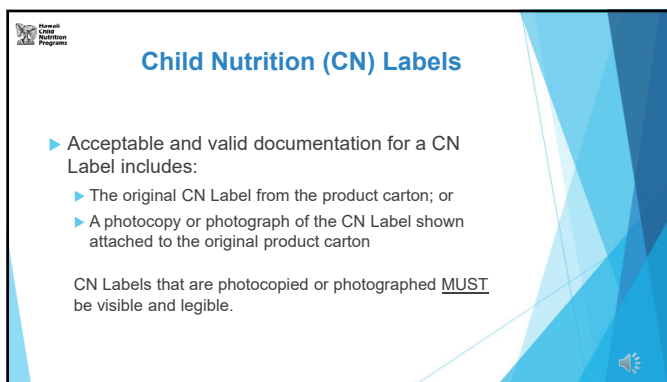 Hawaii
Child
Nutrition
Programs
Child Nutrition (CN) Labels
Acceptable and valid documentation for a CN
Label includes:
The original CN Label from the product carton; or
A photocopy or photograph of the CN Label shown
attached to the original product carton
CN Labels that are photocopied or photographed MUST
be visible and legible.